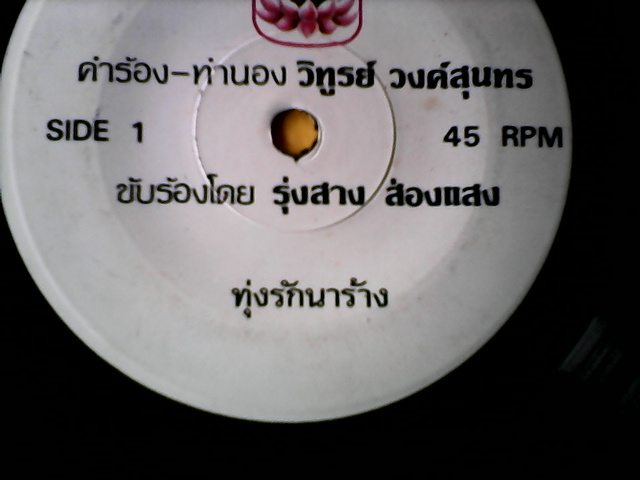 คำร้อง-ทำนอง วิทูรย์ วงค์สุนทร
SIDE 1 45 RPM
ขับร้องโดย รุ่งสาง ส่องแสง
ทุ่งรักนาร้าง